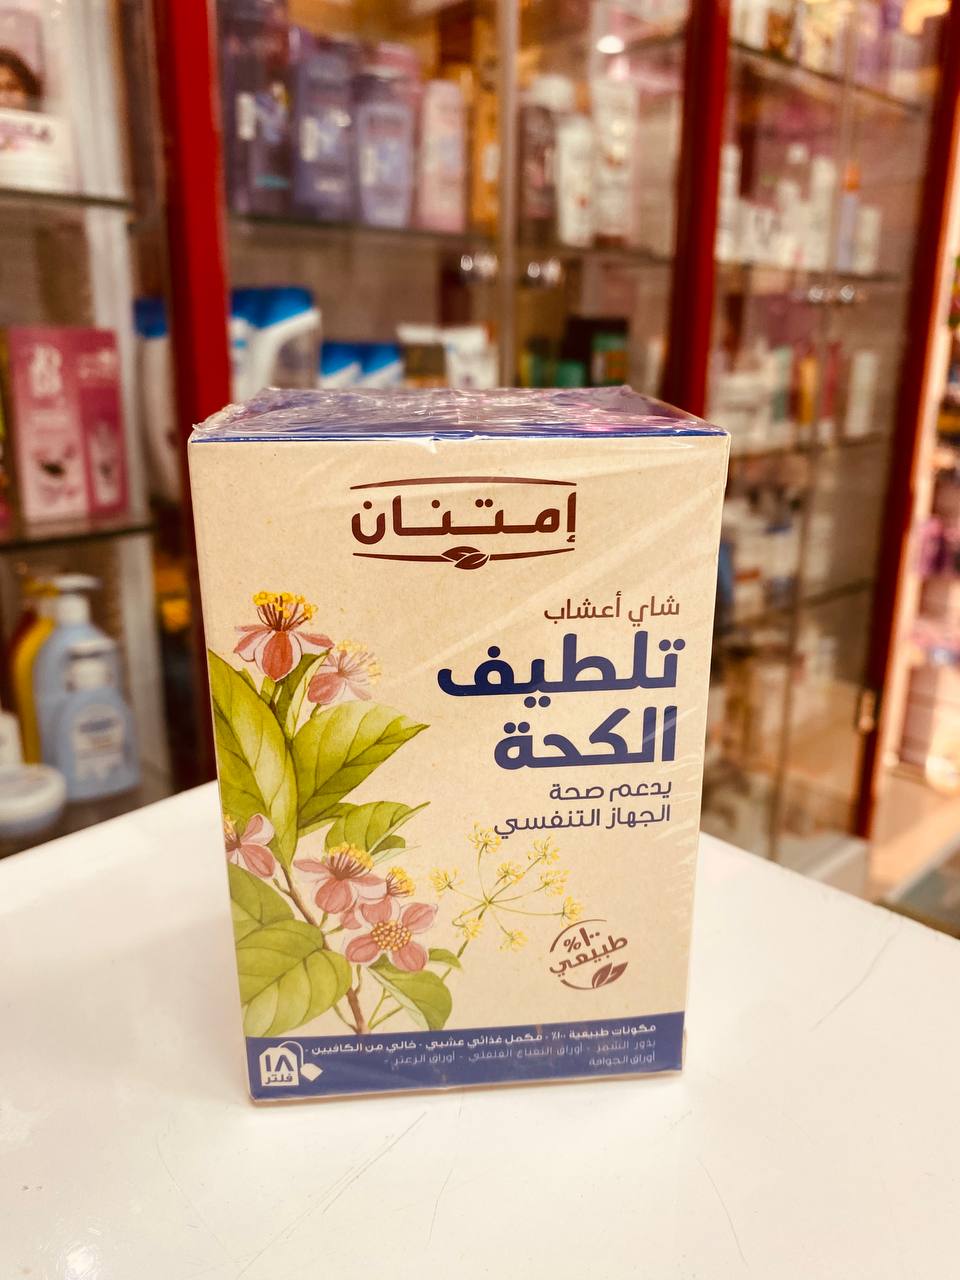 إمتنان
شاي أعشاب
تلطيف
الكحة
يدعم صحة
الجهاز التنفسي
١٠٠%
طبيعي
مكونات طبيعية ١٠٠٪ - مكمل غذائي عشبي - خالي من الكافيين -
بذور الشمر - أوراق النعناع الفلفلي - أوراق الزعتر -
أوراق الجوافة
١٨
فلتر